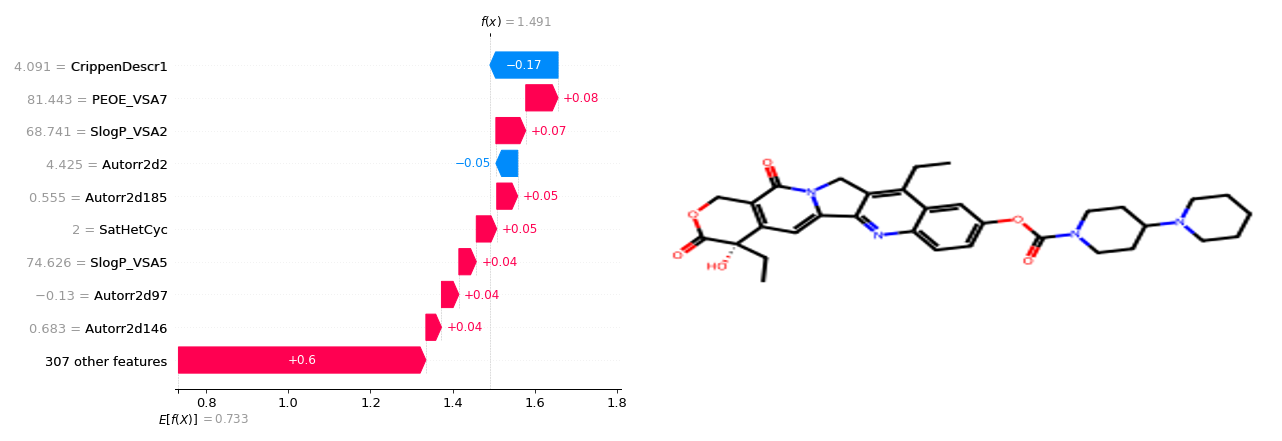 f(x) = 1.491
4.091 = CrippenDescr1 −0.17
81.443 = PEOE_VSA7 +0.08
68.741 = SlogP_VSA2 +0.07
4.425 = Autorr2d2 −0.05
0.555 = Autorr2d185 +0.05
2 = SatHetCyc +0.05
74.626 = SlogP_VSA5 +0.04
−0.13 = Autorr2d97 +0.04
0.683 = Autorr2d146 +0.04
307 other features +0.6
0.8 1.0 1.2 1.4 1.6 1.8
E[f(X)] = 0.733
O
N
O
O
HO
N
O
O
N
N